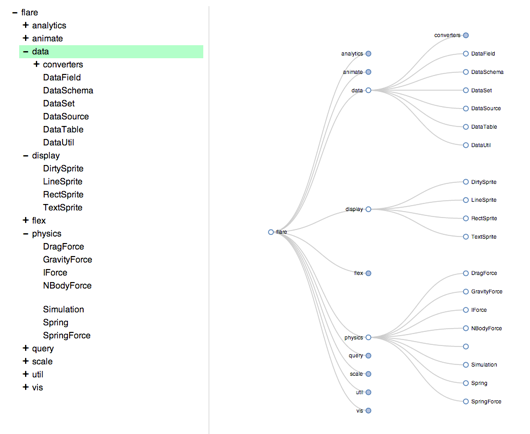 − flare
+ analytics
+ animate
− data
+ converters
DataField
DataSchema
DataSet
DataSource
DataTable
DataUtil
− display
DirtySprite
LineSprite
RectSprite
TextSprite
+ flex
− physics
DragForce
GravityForce
IForce
NBodyForce
Simulation
Spring
SpringForce
+ query
+ scale
+ util
+ vis
flare
analytics
animate
data
converters
DataField
DataSchema
DataSet
DataSource
DataTable
DataUtil
display
DirtySprite
LineSprite
RectSprite
TextSprite
flex
physics
DragForce
GravityForce
IForce
NBodyForce
Simulation
Spring
SpringForce
query
scale
util
vis